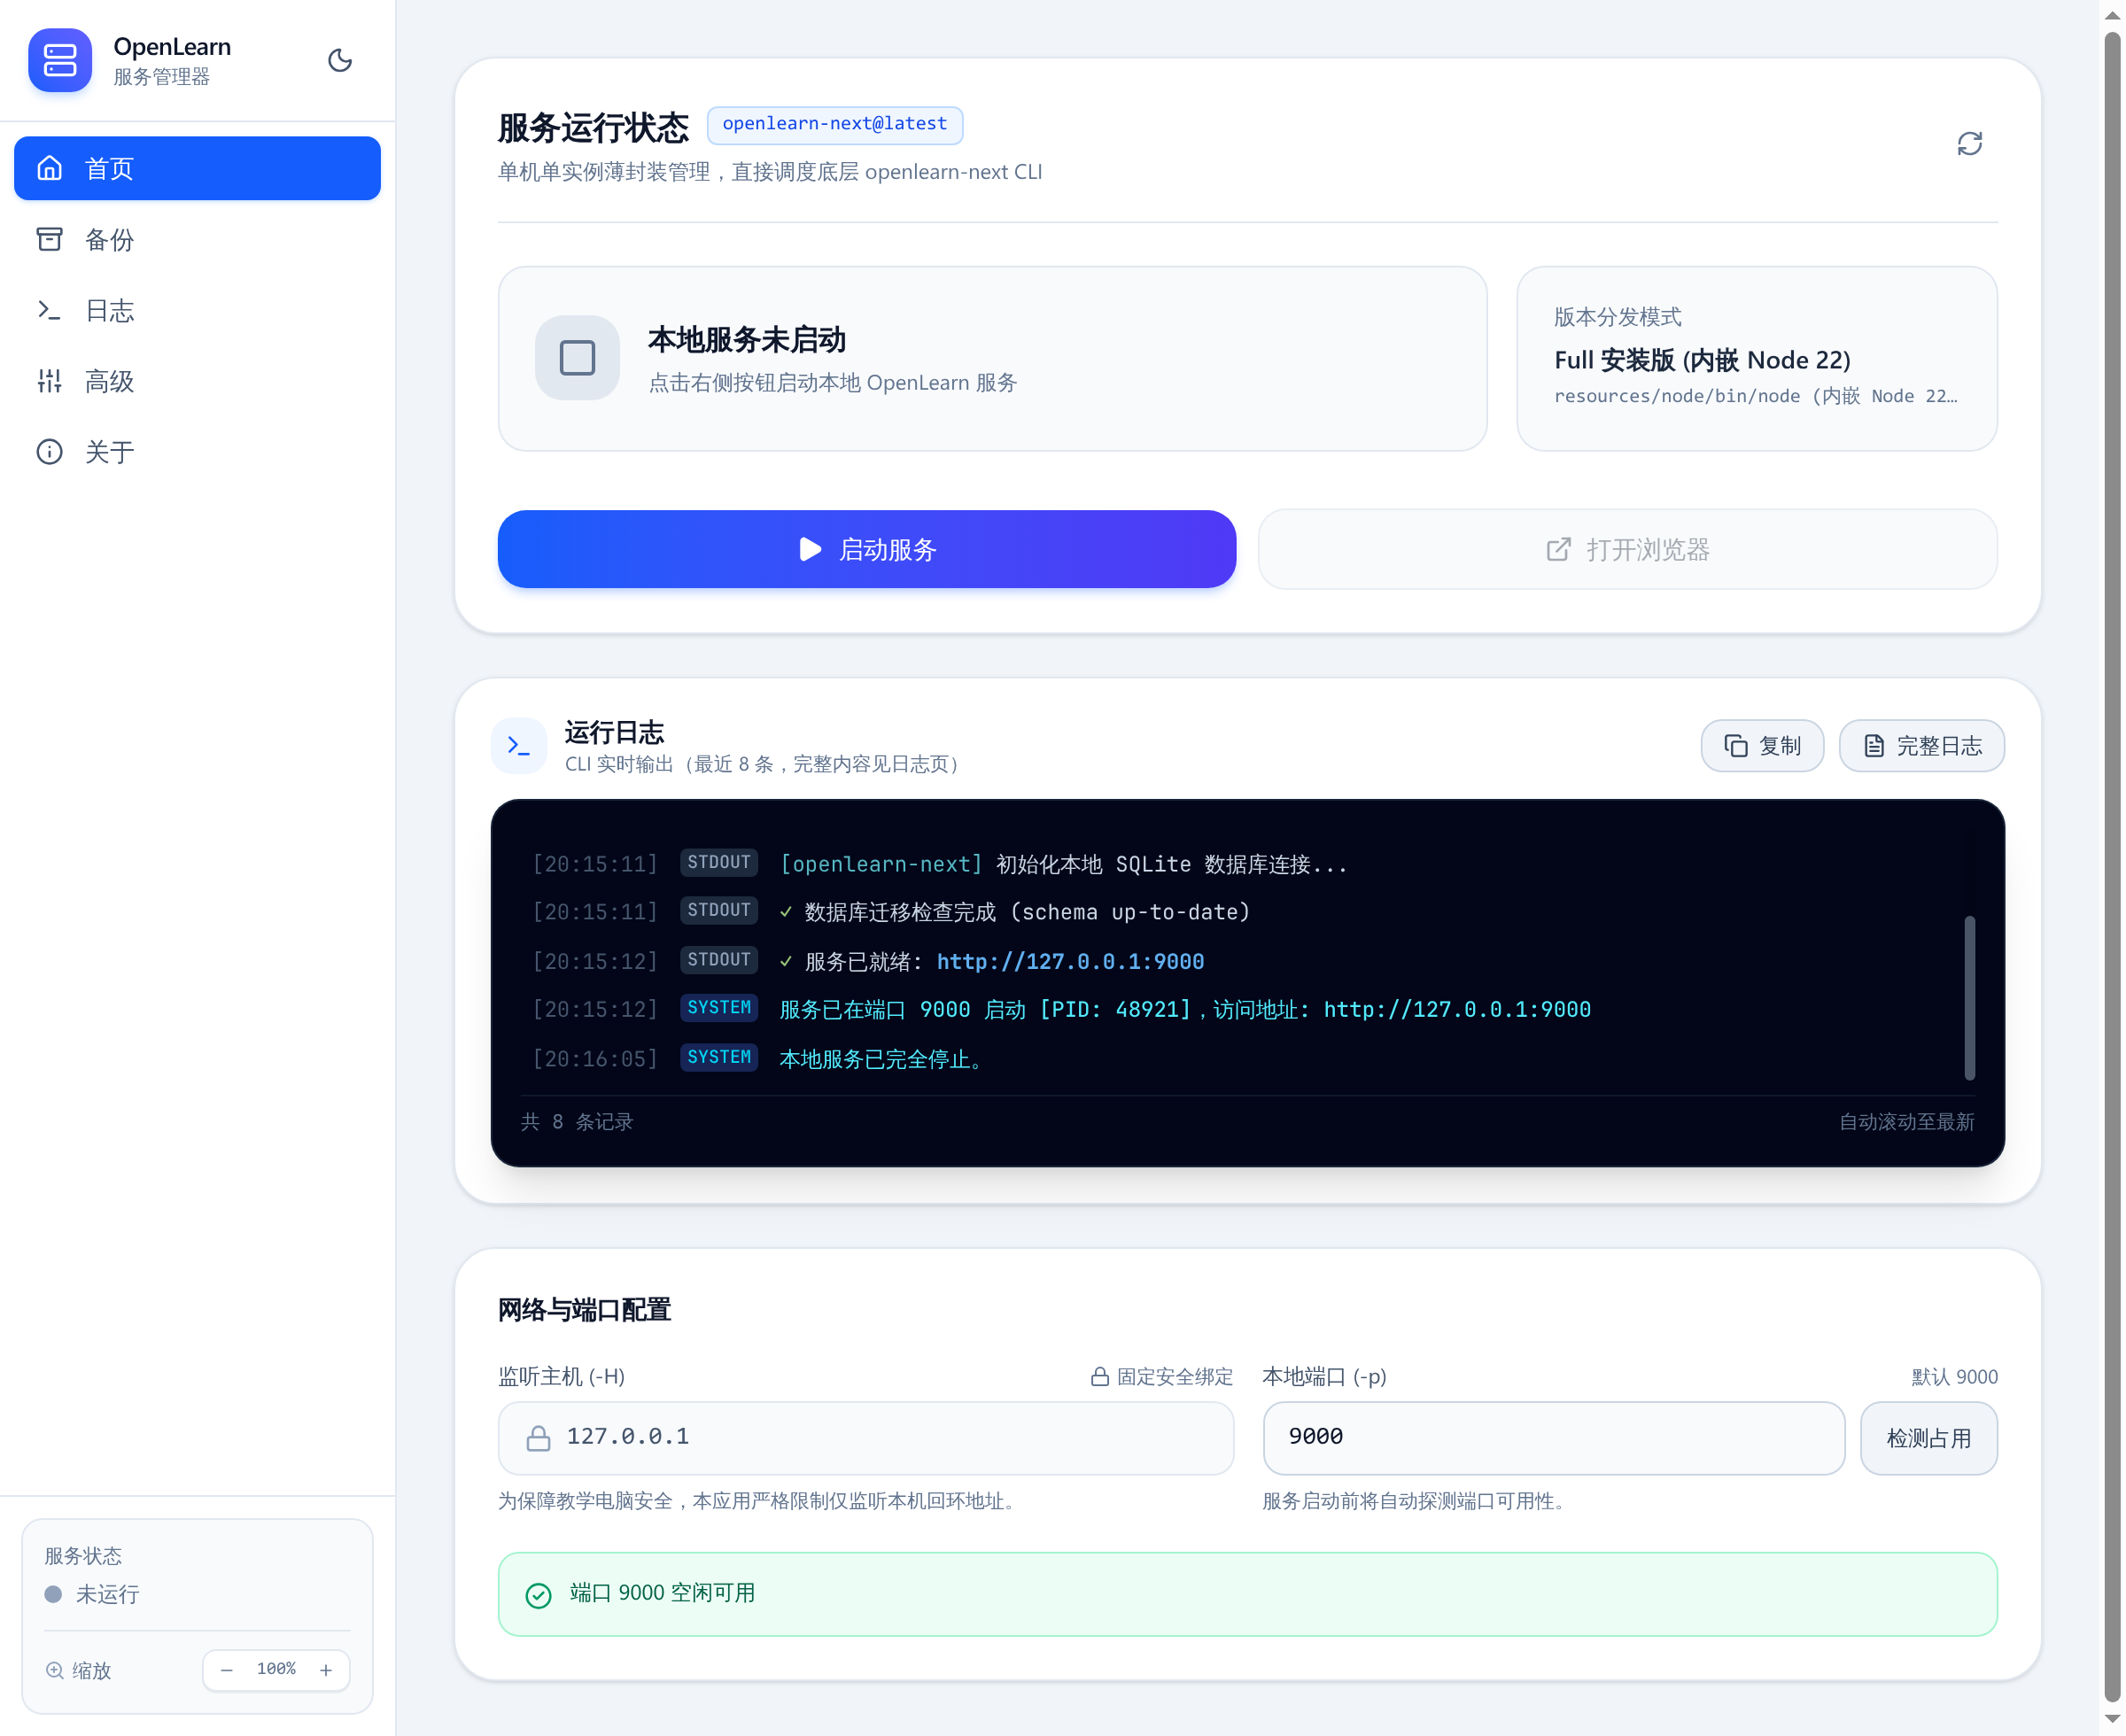 OpenLearn
服务管理器
首页
备份
日志
高级
关于
服务状态
未运行
缩放
− 100% +
服务运行状态 openlearn-next@latest
单机单实例薄封装管理，直接调度底层 openlearn-next CLI
本地服务未启动
点击右侧按钮启动本地 OpenLearn 服务
版本分发模式
Full 安装版 (内嵌 Node 22)
resources/node/bin/node (内嵌 Node 22…
启动服务
打开浏览器
运行日志
CLI 实时输出（最近 8 条，完整内容见日志页）
复制
完整日志
[20:15:11] STDOUT [openlearn-next] 初始化本地 SQLite 数据库连接...
[20:15:11] STDOUT ✓ 数据库迁移检查完成 (schema up-to-date)
[20:15:12] STDOUT ✓ 服务已就绪: http://127.0.0.1:9000
[20:15:12] SYSTEM 服务已在端口 9000 启动 [PID: 48921]，访问地址: http://127.0.0.1:9000
[20:16:05] SYSTEM 本地服务已完全停止。
共 8 条记录
自动滚动至最新
网络与端口配置
监听主机 (-H)
固定安全绑定
127.0.0.1
为保障教学电脑安全，本应用严格限制仅监听本机回环地址。
本地端口 (-p)
默认 9000
9000
检测占用
服务启动前将自动探测端口可用性。
端口 9000 空闲可用